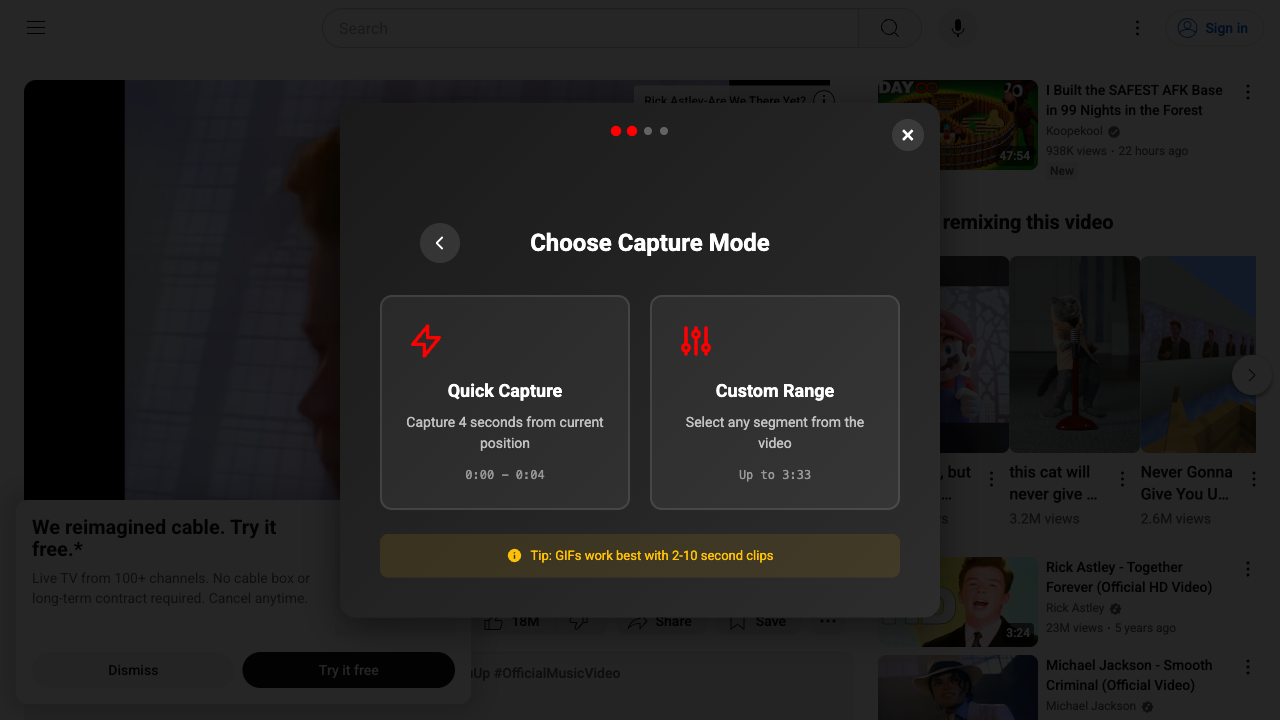 Search
Sign in
Rick Astley-Are We There Yet?
DAY
20
47:54
I Built the SAFEST AFK Base
in 99 Nights in the Forest
Koopekool
938K views • 22 hours ago
New
remixing this video
Choose Capture Mode
Quick Capture
Capture 4 seconds from current
position
0:00 – 0:04
Custom Range
Select any segment from the
video
Up to 3:33
Tip: GIFs work best with 2-10 second clips
, but
this cat will
never give ...
3.2M views
Never Gonna
Give You U...
2.6M views
We reimagined cable. Try it
free.*
Live TV from 100+ channels. No cable box or
long-term contract required. Cancel anytime.
Dismiss
Try it free
18M
Share
Save
Up #OfficialMusicVideo
3:24
Rick Astley - Together
Forever (Official HD Video)
Rick Astley
23M views • 5 years ago
Michael Jackson - Smooth
Criminal (Official Video)
Michael Jackson